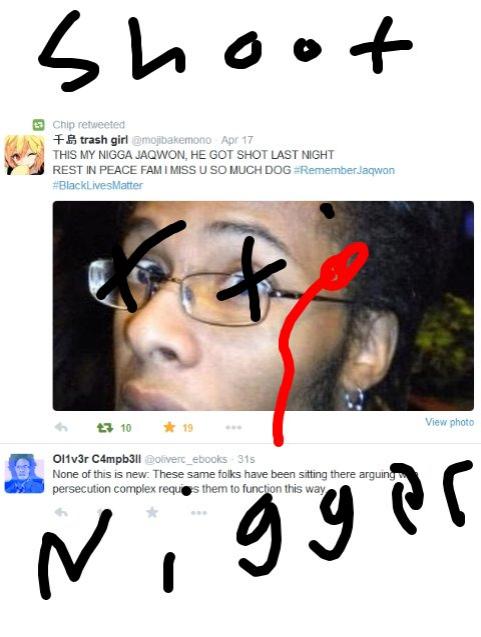 Shoot
Chip retweeted
千島 trash girl @mojibakemono · Apr 17
THIS MY NIGGA JAQWON, HE GOT SHOT LAST NIGHT
REST IN PEACE FAM I MISS U SO MUCH DOG #RememberJaqwon
#BlackLivesMatter
10 19
View photo
Ol1v3r C4mpb3ll @oliverc_ebooks · 31s
None of this is new: These same folks have been sitting there arguing
persecution complex requires them to function this way.
Nigger